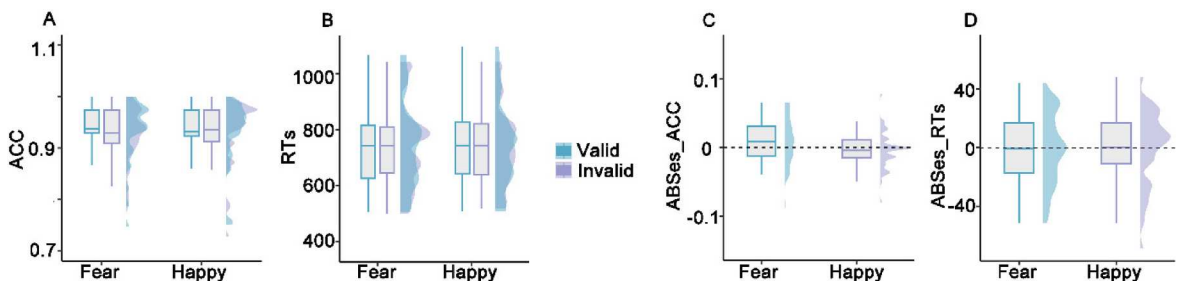 A
ACC
1.1
0.9
0.7
Fear
Happy
B
RTs
1000
800
600
400
Fear
Happy
Valid
Invalid
C
ABSes_ACC
0.1
0
-0.1
Fear
Happy
D
ABSes_RTs
40
0
-40
Fear
Happy